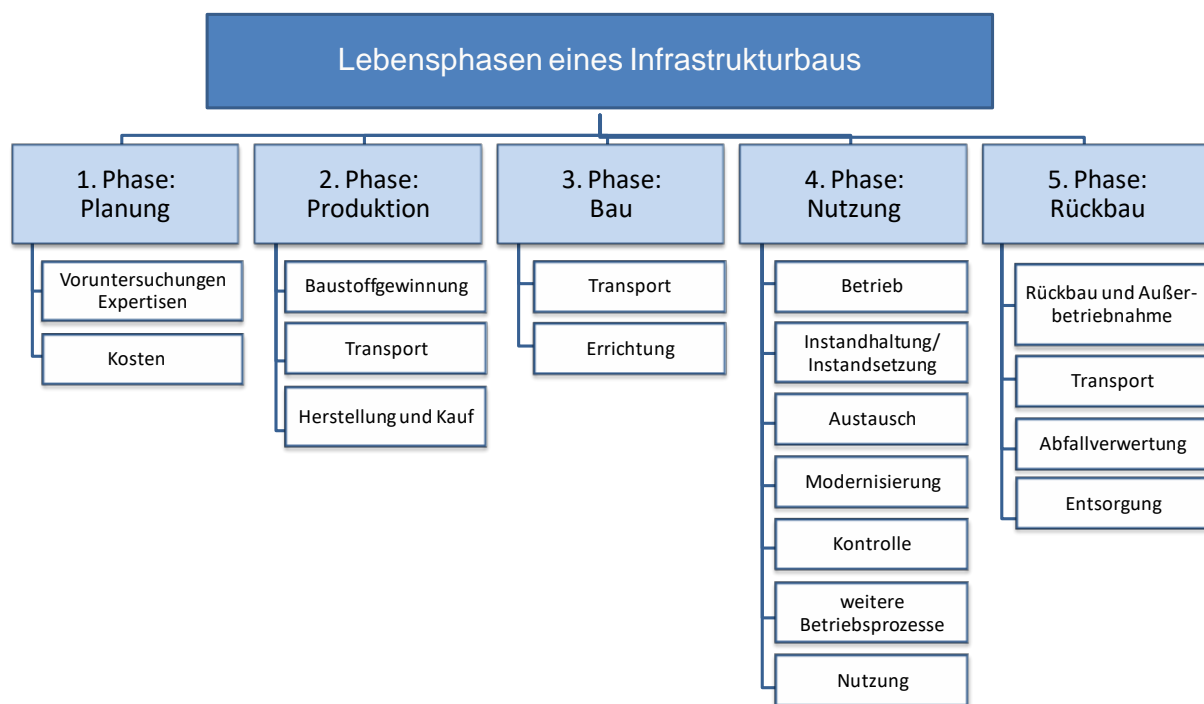 Lebensphasen eines Infrastrukturbaus
1. Phase:
Planung
Voruntersuchungen
Expertisen
Kosten
2. Phase:
Produktion
Baustoffgewinnung
Transport
Herstellung und Kauf
3. Phase:
Bau
Transport
Errichtung
4. Phase:
Nutzung
Betrieb
Instandhaltung/
Instandsetzung
Austausch
Modernisierung
Kontrolle
weitere
Betriebsprozesse
Nutzung
5. Phase:
Rückbau
Rückbau und Außer-
betriebnahme
Transport
Abfallverwertung
Entsorgung